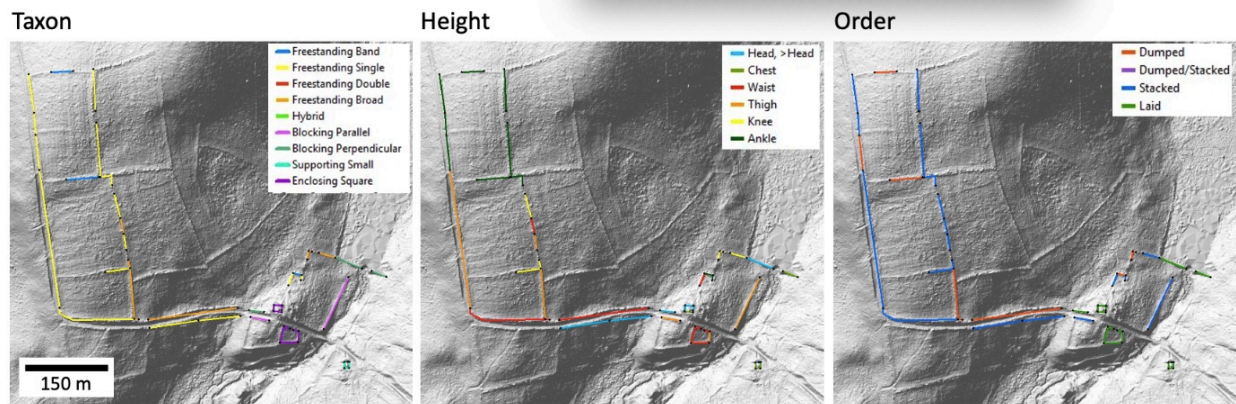 Taxon
Freestanding Band
Freestanding Single
Freestanding Double
Freestanding Broad
Hybrid
Blocking Parallel
Blocking Perpendicular
Supporting Small
Enclosing Square
150 m
Height
Head, >Head
Chest
Waist
Thigh
Knee
Ankle
Order
Dumped
Dumped/Stacked
Stacked
Laid